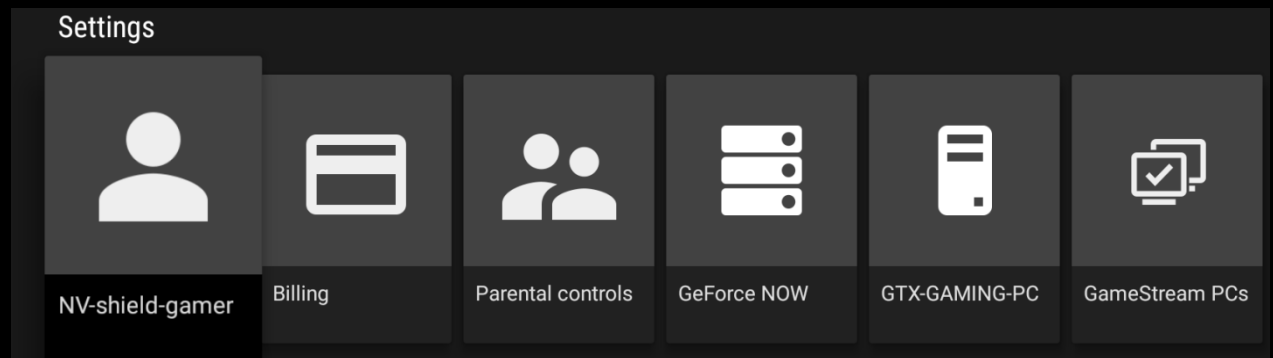 Settings
NV-shield-gamer
Billing
Parental controls
GeForce NOW
GTX-GAMING-PC
GameStream PCs